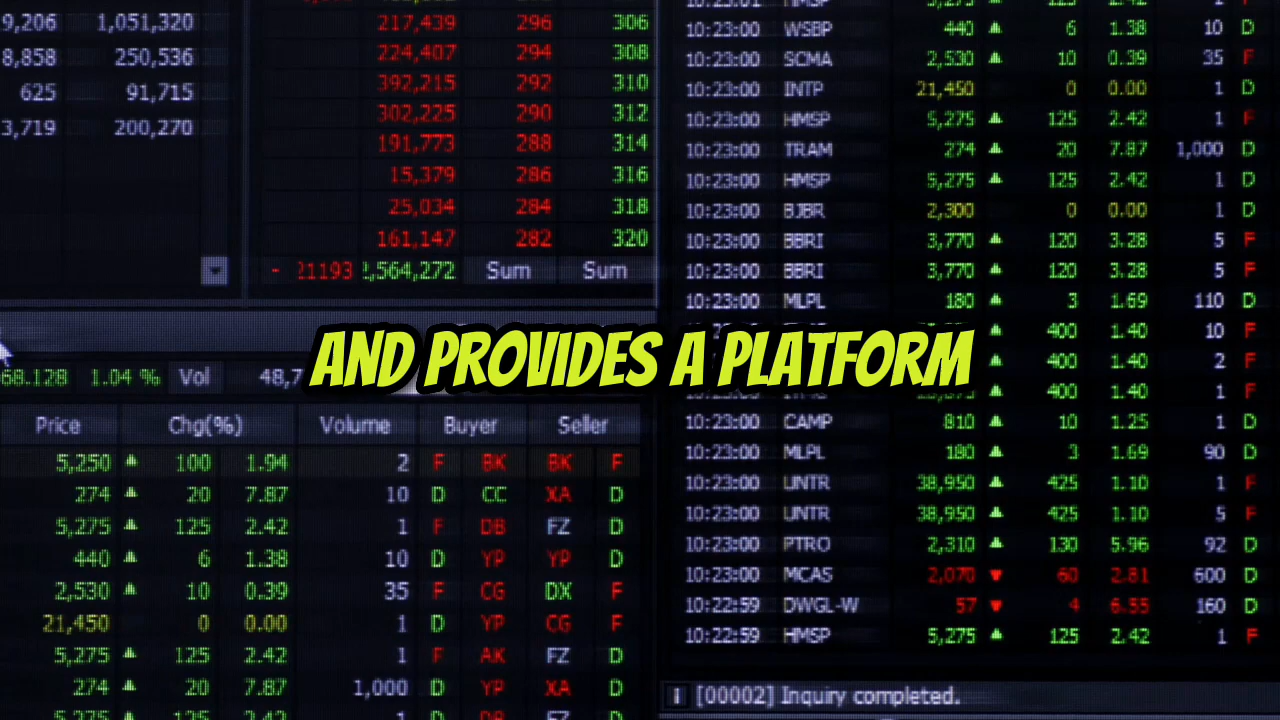 9,206 1,051,320
8,858 250,536
625 91,715
3,719 200,270
217,439 296 306
224,407 294 308
392,215 292 310
302,225 290 312
191,773 288 314
15,379 286 316
25,034 284 318
161,147 282 320
- 21193 2,564,272 Sum Sum
68.128 1.04 % Vol 48,7
AND PROVIDES A PLATFORM
Price Chg(%) Volume Buyer Seller
5,250 100 1.94 2 F BK BK F
274 20 7.87 10 D CC XA D
5,275 125 2.42 1 F DB FZ D
440 6 1.38 10 D YP YP D
2,530 10 0.39 35 F CG DX F
21,450 0 0.00 1 D YP CG F
5,275 125 2.42 1 F AK FZ D
274 20 7.87 1,000 D YP XA D
10:23:00 WSBP 440 6 1.38 10 D
10:23:00 SCMA 2,530 10 0.39 35 F
10:23:00 INTP 21,450 0 0.00 1 D
10:23:00 HMSP 5,275 125 2.42 1 F
10:23:00 TRAM 274 20 7.87 1,000 D
10:23:00 HMSP 5,275 125 2.42 1 D
10:23:00 BJBR 2,300 0 0.00 1 D
10:23:00 BBRI 3,770 120 3.28 5 F
10:23:00 BBRI 3,770 120 3.28 5 F
10:23:00 MLPL 180 3 1.69 110 D
400 1.40 10 F
400 1.40 2 F
400 1.40 1 F
10:23:00 CAMP 810 10 1.25 1 D
10:23:00 MLPL 180 3 1.69 90 D
10:23:00 UNTR 38,950 425 1.10 1 F
10:23:00 UNTR 38,950 425 1.10 5 F
10:23:00 PTRO 2,310 130 5.96 92 D
10:23:00 MCAS 2,070 60 2.81 600 D
10:22:59 DWGL-W 57 4 6.55 160 D
10:22:59 HMSP 5,275 125 2.42 1 F
[00002] Inquiry completed.